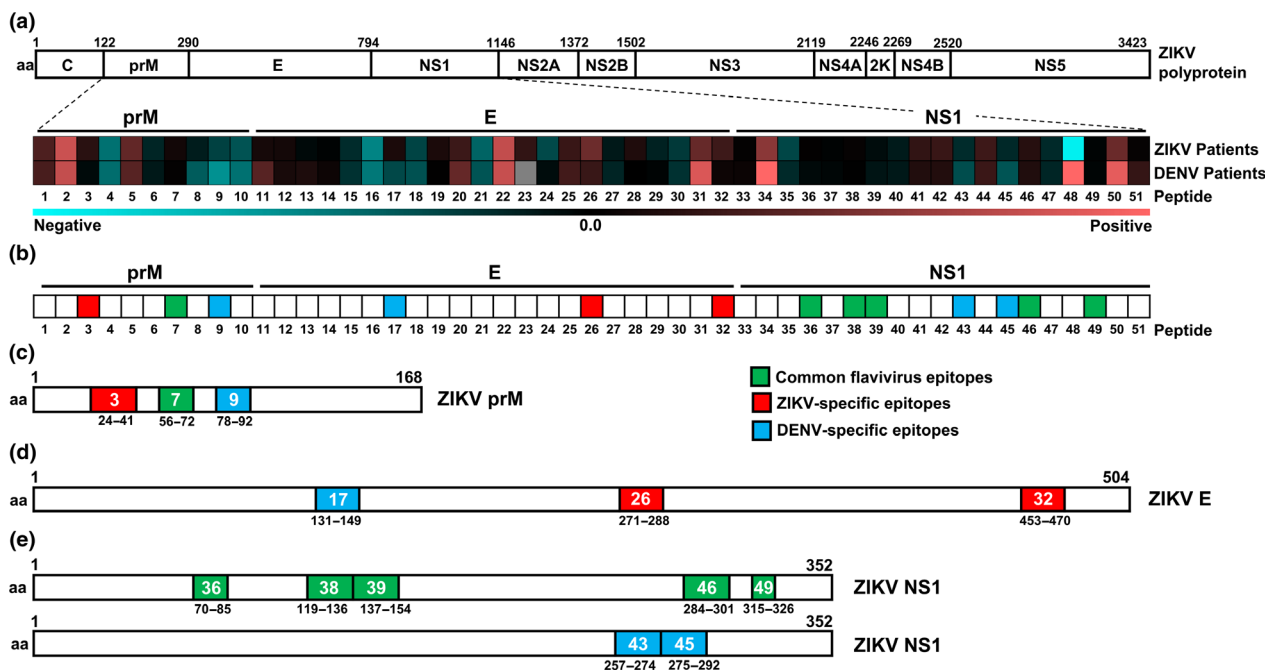 (a)
1 122 290 794 1146 1372 1502 2119 2246 2269 2520 3423
aa C prM E NS1 NS2A NS2B NS3 NS4A 2K NS4B NS5 ZIKV
polyprotein
prM E NS1
ZIKV Patients
DENV Patients
1 2 3 4 5 6 7 8 9 10 11 12 13 14 15 16 17 18 19 20 21 22 23 24 25 26 27 28 29 30 31 32 33 34 35 36 37 38 39 40 41 42 43 44 45 46 47 48 49 50 51 Peptide
Negative 0.0 Positive
(b)
prM E NS1
1 2 3 4 5 6 7 8 9 10 11 12 13 14 15 16 17 18 19 20 21 22 23 24 25 26 27 28 29 30 31 32 33 34 35 36 37 38 39 40 41 42 43 44 45 46 47 48 49 50 51 Peptide
(c)
1 168
aa 3 7 9 ZIKV prM
24–41 56–72 78–92
Common flavivirus epitopes
ZIKV-specific epitopes
DENV-specific epitopes
(d)
1 504
aa 17 26 32 ZIKV E
131–149 271–288 453–470
(e)
1 352
aa 36 38 39 46 49 ZIKV NS1
70–85 119–136 137–154 284–301 315–326
1 352
aa 43 45 ZIKV NS1
257–274 275–292